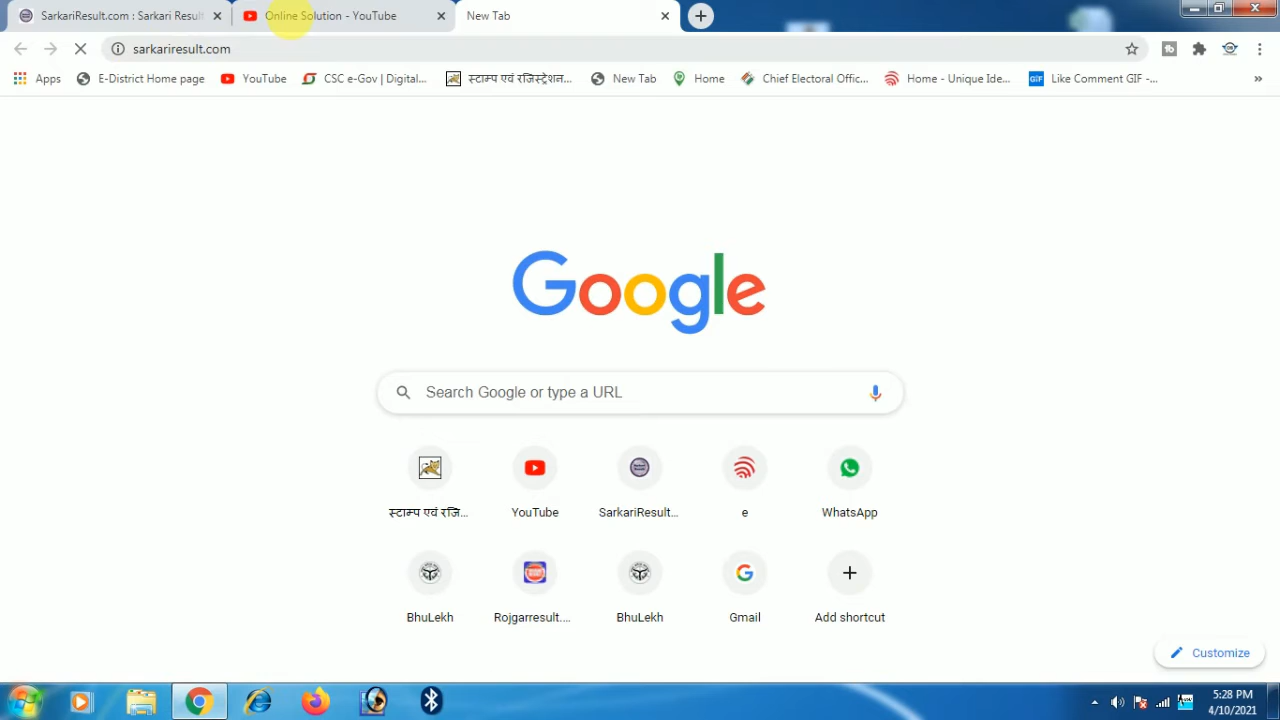 SarkariResult.com : Sarkari Result
Online Solution - YouTube
New Tab
sarkariresult.com
Apps
E-District Home page
YouTube
CSC e-Gov | Digital...
स्टाम्प एवं रजिस्ट्रेशन...
New Tab
Home
Chief Electoral Offic...
Home - Unique Ide...
GIF
Like Comment GIF -...
Google
Search Google or type a URL
स्टाम्प एवं रजि...
YouTube
SarkariResult...
e
WhatsApp
BhuLekh
Rojgarresult....
BhuLekh
Gmail
Add shortcut
Customize
5:28 PM
4/10/2021